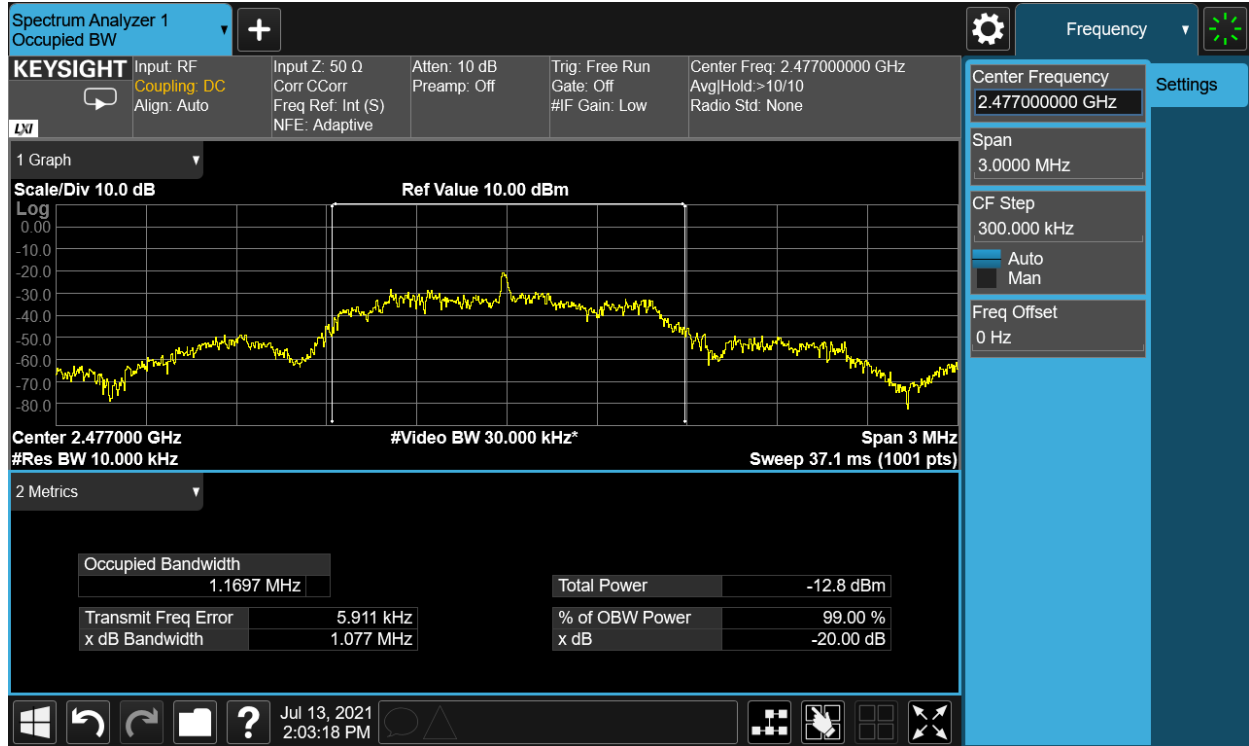 Spectrum Analyzer 1
Occupied BW
+
Frequency
KEYSIGHT
LXI
Input: RF
Coupling: DC
Align: Auto
Input Z: 50 Ω
Corr CCorr
Freq Ref: Int (S)
NFE: Adaptive
Atten: 10 dB
Preamp: Off
Trig: Free Run
Gate: Off
#IF Gain: Low
Center Freq: 2.477000000 GHz
Avg|Hold:>10/10
Radio Std: None
Center Frequency
2.477000000 GHz
Settings
Span
3.0000 MHz
CF Step
300.000 kHz
Auto
Man
Freq Offset
0 Hz
1 Graph
Scale/Div 10.0 dB
Ref Value 10.00 dBm
Log
0.00
-10.0
-20.0
-30.0
-40.0
-50.0
-60.0
-70.0
-80.0
Center 2.477000 GHz
#Video BW 30.000 kHz*
Span 3 MHz
#Res BW 10.000 kHz
Sweep 37.1 ms (1001 pts)
2 Metrics
Occupied Bandwidth
1.1697 MHz
Total Power -12.8 dBm
Transmit Freq Error 5.911 kHz
% of OBW Power 99.00 %
x dB Bandwidth 1.077 MHz
x dB -20.00 dB
?
Jul 13, 2021
2:03:18 PM